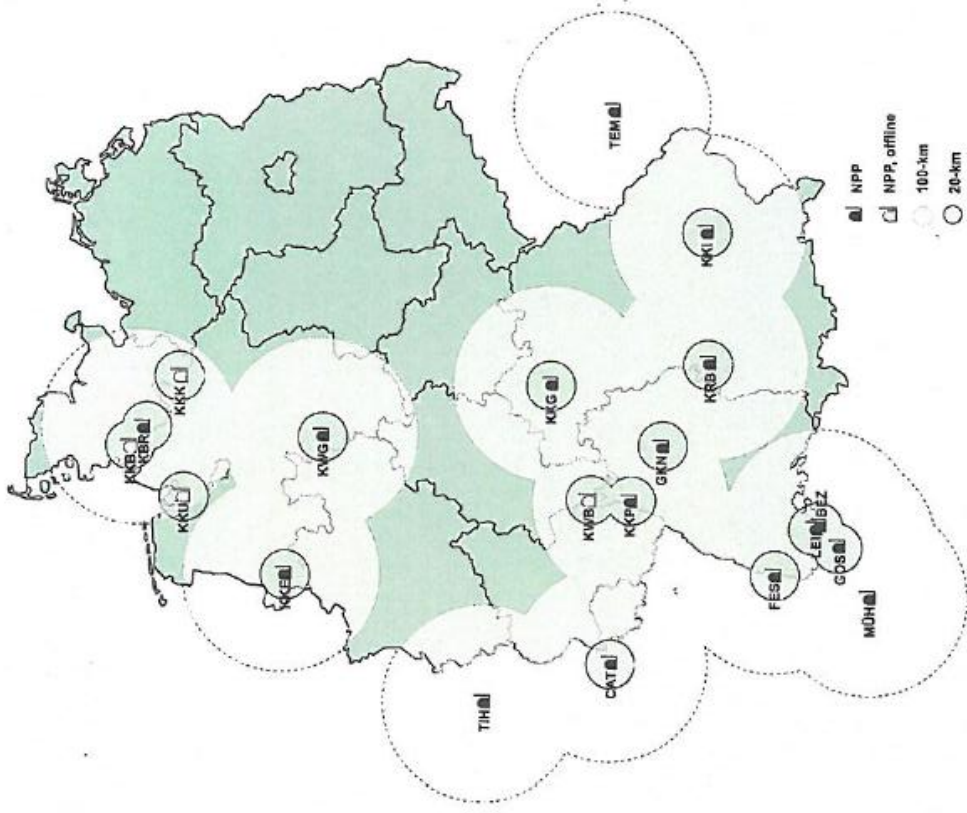 TEM
KKK
KKB
KBR
KKU
KWG
KKE
KKG
KKI
KRB
GKN
KWB
KKP
TIH
CAT
FES
LEI
BEZ
GOS
MÜH
NPP
NPP, offline
100-km
20-km